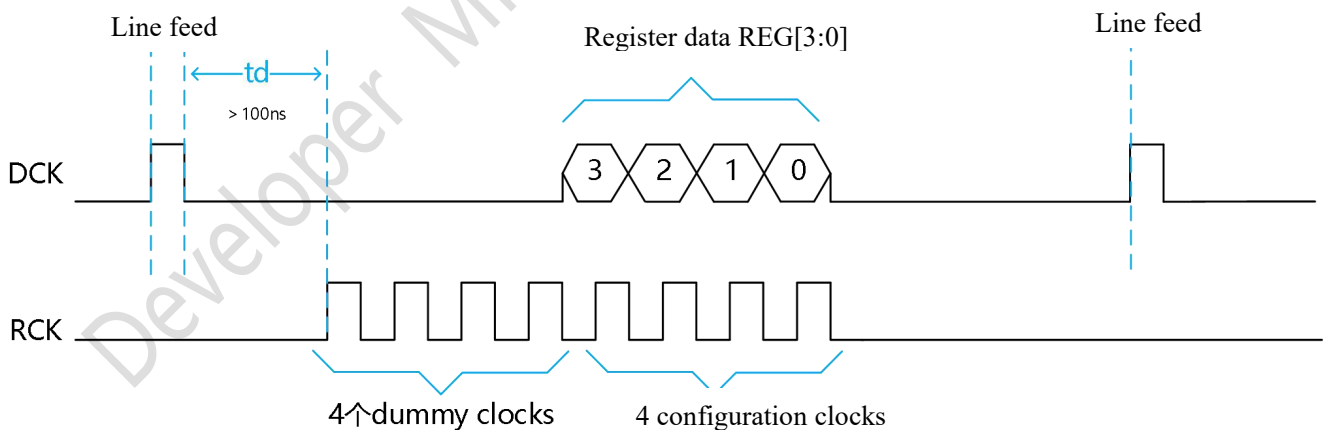 Line feed
Register data REG[3:0]
Line feed
td
> 100ns
DCK
3 2 1 0
RCK
4个dummy clocks
4 configuration clocks
Developer